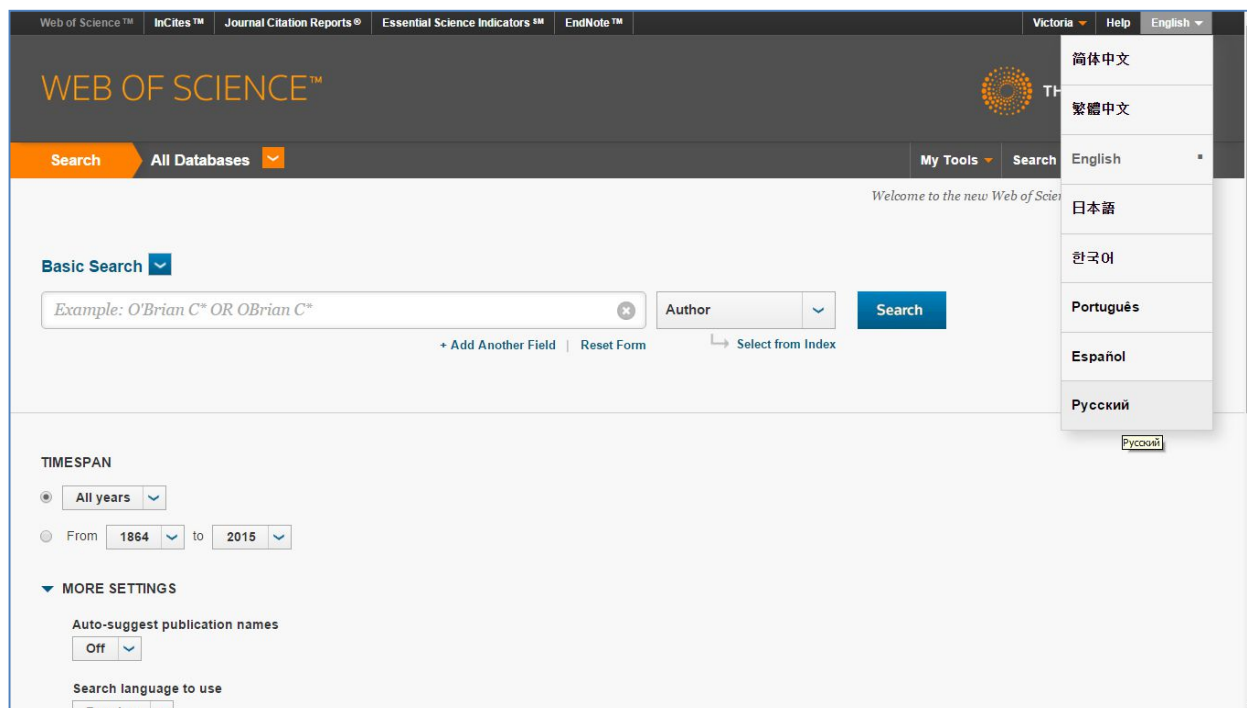 Web of Science™ InCites™ Journal Citation Reports® Essential Science Indicators℠ EndNote™ Victoria Help English
WEB OF SCIENCE™
Search All Databases My Tools Search
Welcome to the new Web of
Basic Search
Example: O'Brian C* OR OBrian C*
Author
Search
+ Add Another Field | Reset Form
Select from Index
简体中文
繁體中文
English
日本語
한국어
Português
Español
Русский
Русский
TIMESPAN
All years
From 1864 to 2015
MORE SETTINGS
Auto-suggest publication names
Off
Search language to use